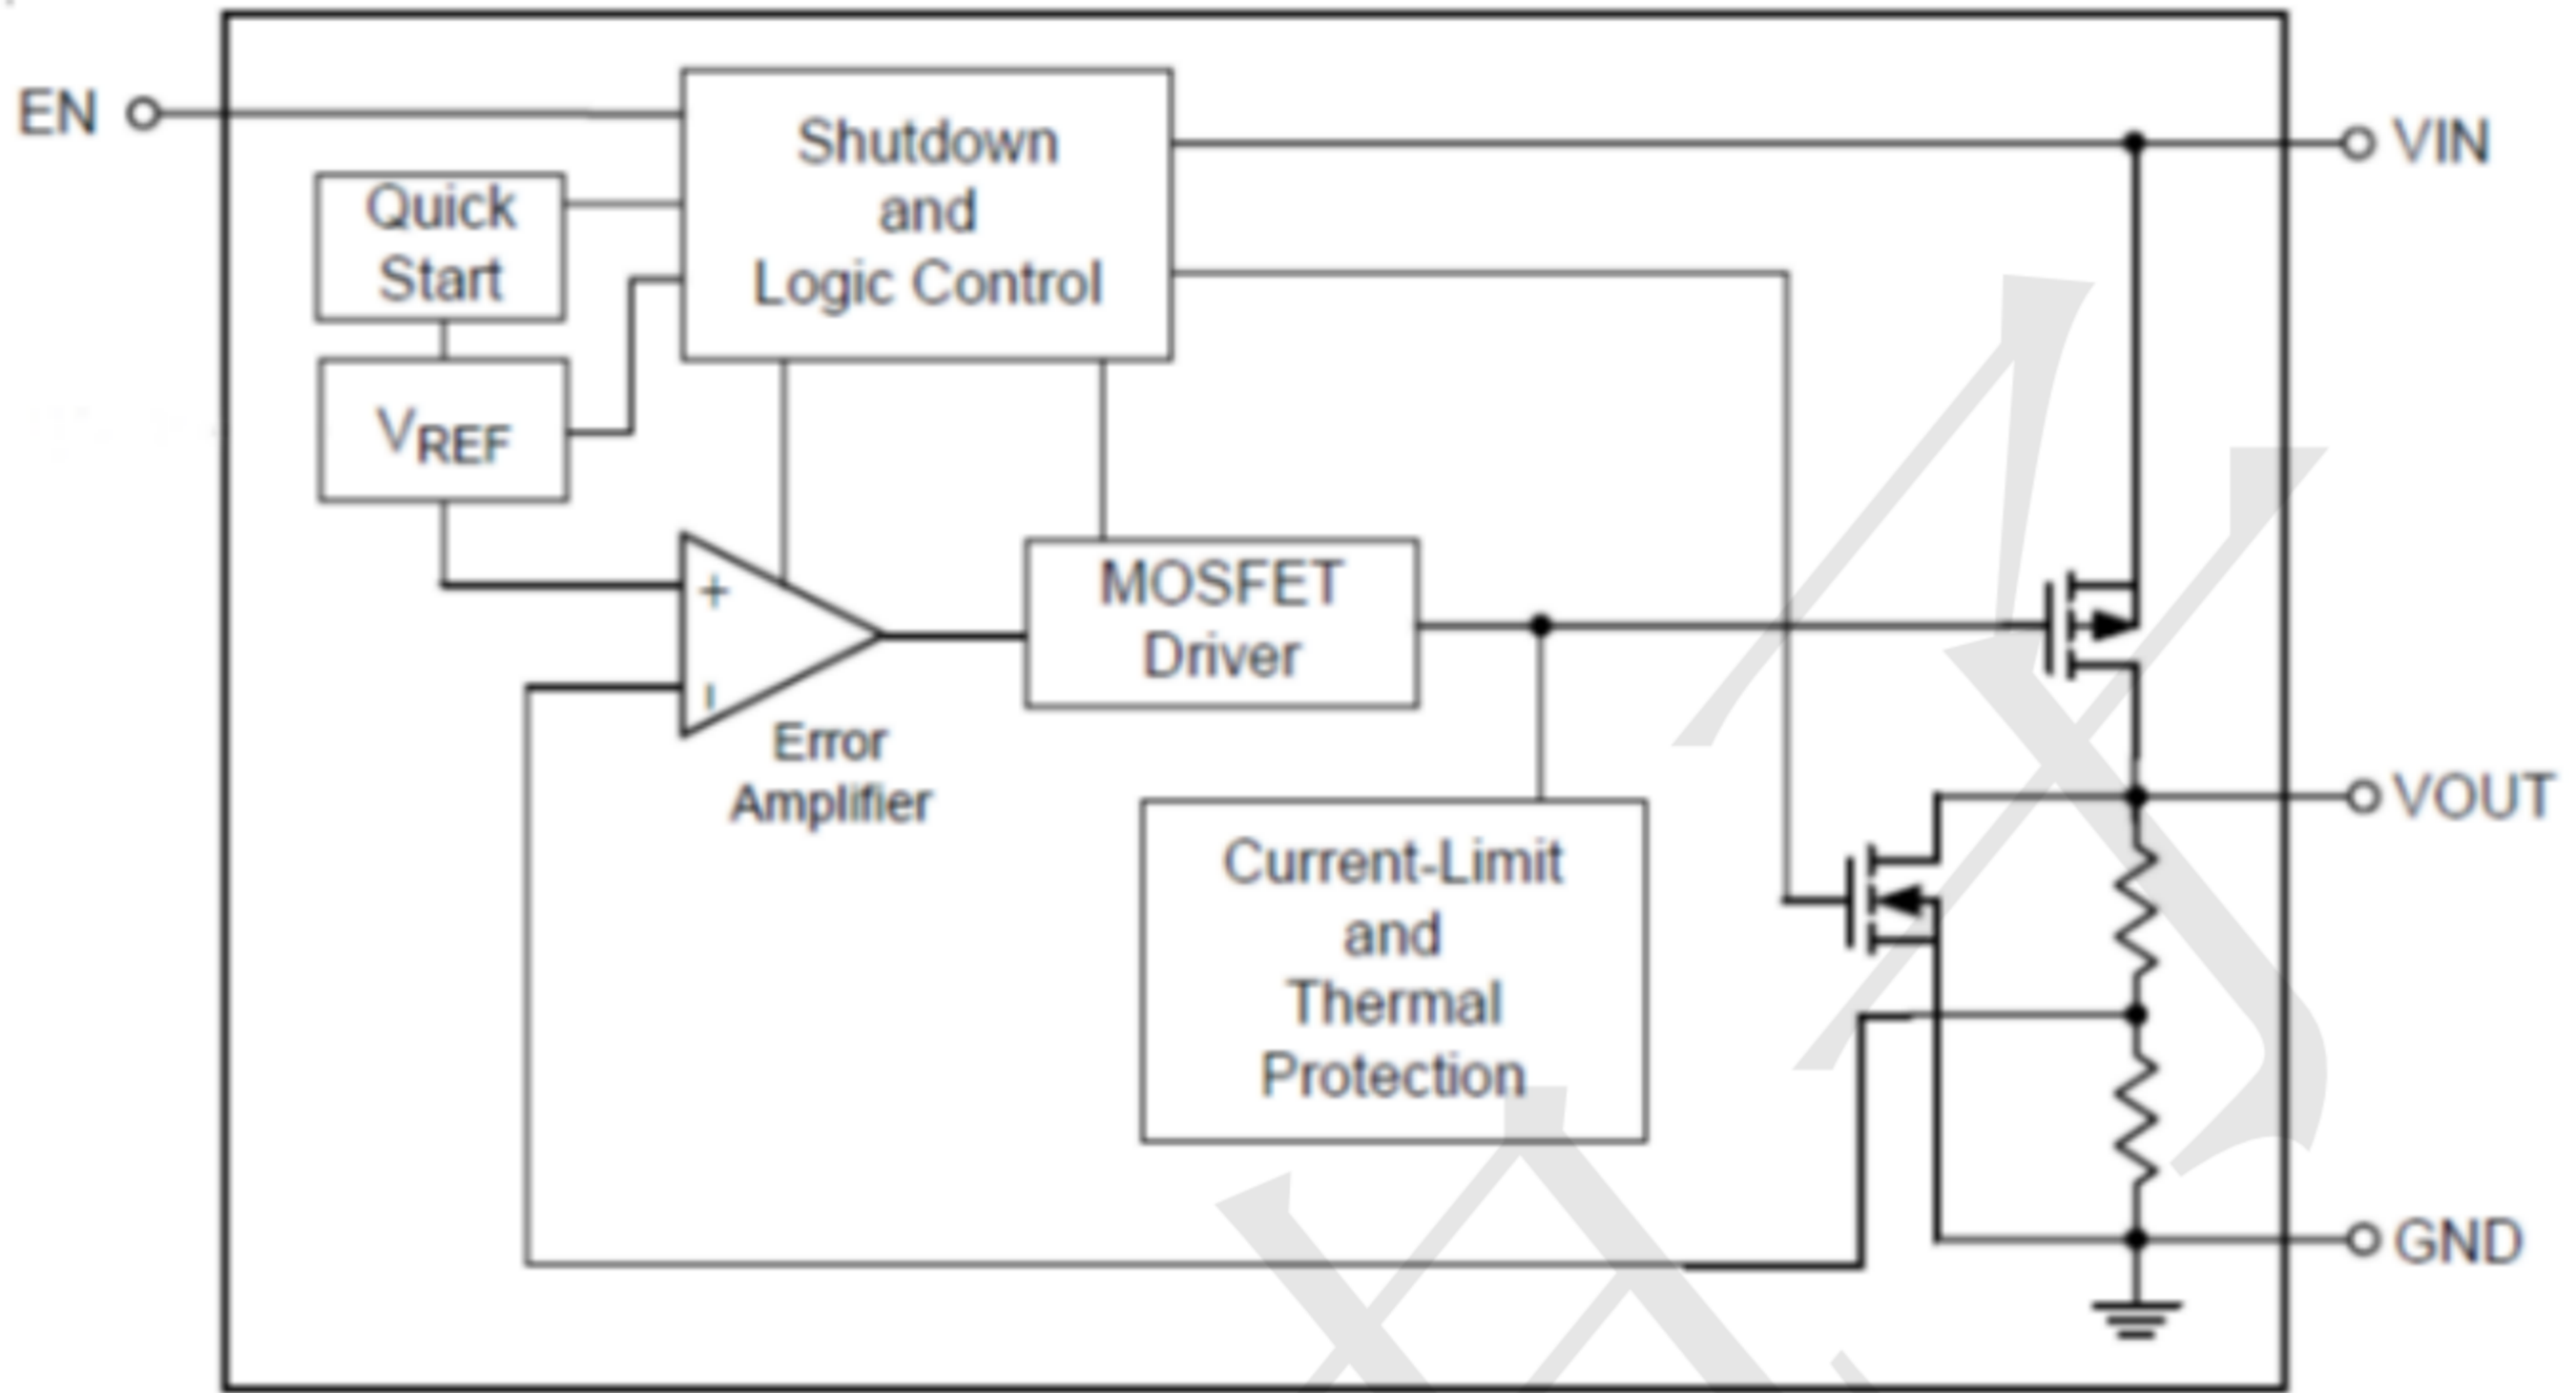 EN
Shutdown
and
Logic Control
VIN
Quick
Start
VREF
+
-
Error
Amplifier
MOSFET
Driver
Current-Limit
and
Thermal
Protection
VOUT
GND